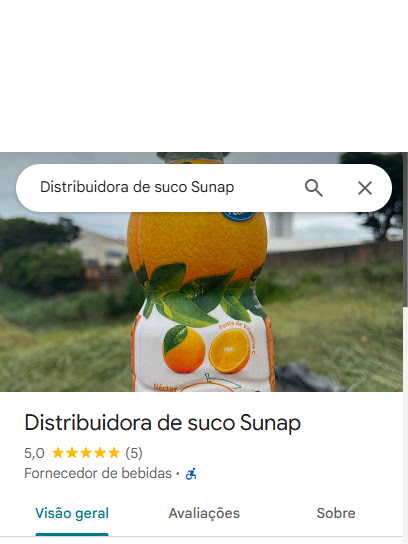 Distribuidora de suco Sunap
Fonte de Vitamina C
Néctar
Distribuidora de suco Sunap
5,0 (5)
Fornecedor de bebidas ·
Visão geral
Avaliações
Sobre